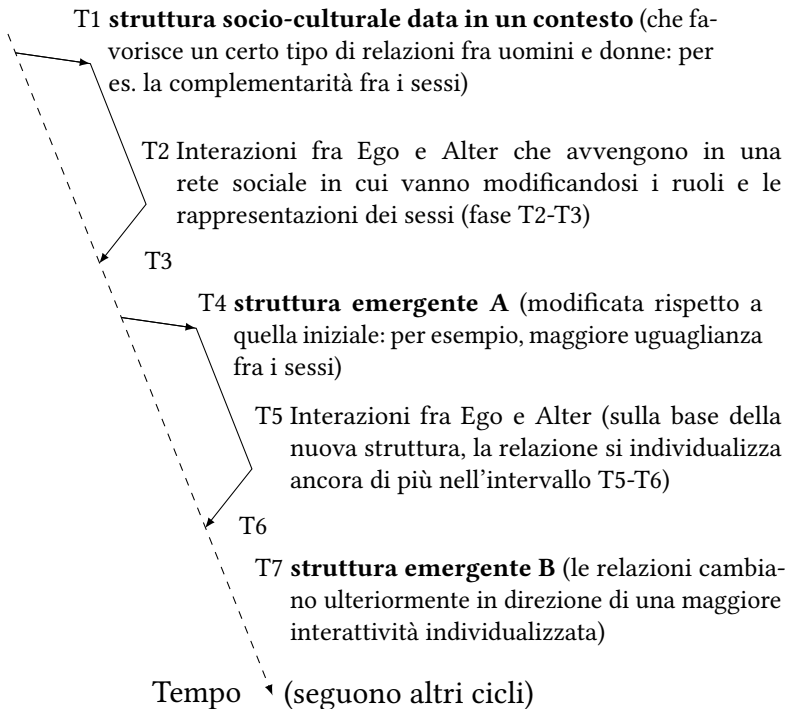 T1 struttura socio-culturale data in un contesto (che fa-
vorisce un certo tipo di relazioni fra uomini e donne: per
es. la complementarità fra i sessi)
T2 Interazioni fra Ego e Alter che avvengono in una
rete sociale in cui vanno modificandosi i ruoli e le
rappresentazioni dei sessi (fase T2-T3)
T3
T4 struttura emergente A (modificata rispetto a
quella iniziale: per esempio, maggiore uguaglianza
fra i sessi)
T5 Interazioni fra Ego e Alter (sulla base della
nuova struttura, la relazione si individualizza
ancora di più nell'intervallo T5-T6)
T6
T7 struttura emergente B (le relazioni cambia-
no ulteriormente in direzione di una maggiore
interattività individualizzata)
Tempo (seguono altri cicli)